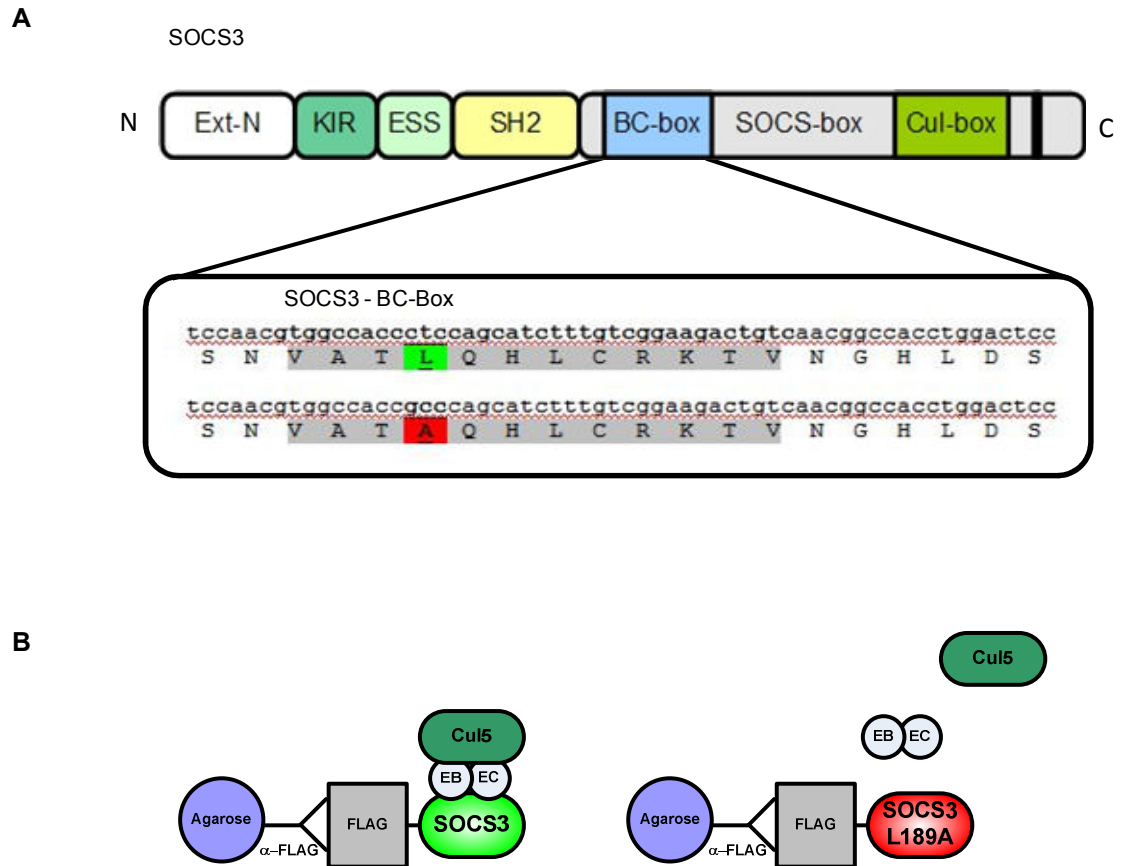 A
SOCS3
N Ext-N KIR ESS SH2 BC-box SOCS-box Cul-box C
SOCS3 - BC-Box
tccaacgtggccaccctccagcatctttgtcggaagactgtcaacggccacctggactcc
S N V A T L Q H L C R K T V N G H L D S
tccaacgtggccaccgcccagcatctttgtcggaagactgtcaacggccacctggactcc
S N V A T A Q H L C R K T V N G H L D S
B
Cul5
EB EC
Agarose
α–FLAG
FLAG
SOCS3
Cul5
EB EC
Agarose
α–FLAG
FLAG
SOCS3
L189A